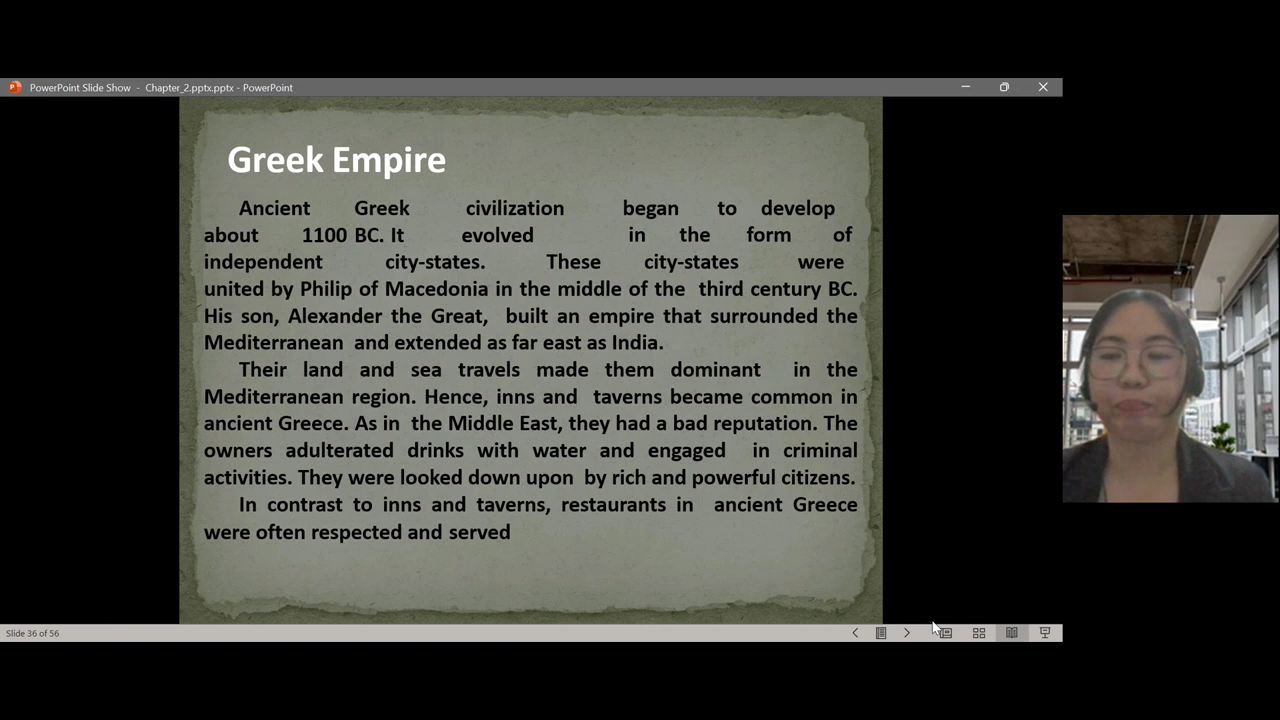 PowerPoint Slide Show - Chapter_2.pptx.pptx - PowerPoint
Greek Empire
Ancient Greek civilization began to develop
about 1100 BC. It evolved in the form of
independent city-states. These city-states were
united by Philip of Macedonia in the middle of the third century BC.
His son, Alexander the Great, built an empire that surrounded the
Mediterranean and extended as far east as India.
Their land and sea travels made them dominant in the
Mediterranean region. Hence, inns and taverns became common in
ancient Greece. As in the Middle East, they had a bad reputation. The
owners adulterated drinks with water and engaged in criminal
activities. They were looked down upon by rich and powerful citizens.
In contrast to inns and taverns, restaurants in ancient Greece
were often respected and served
Slide 36 of 56